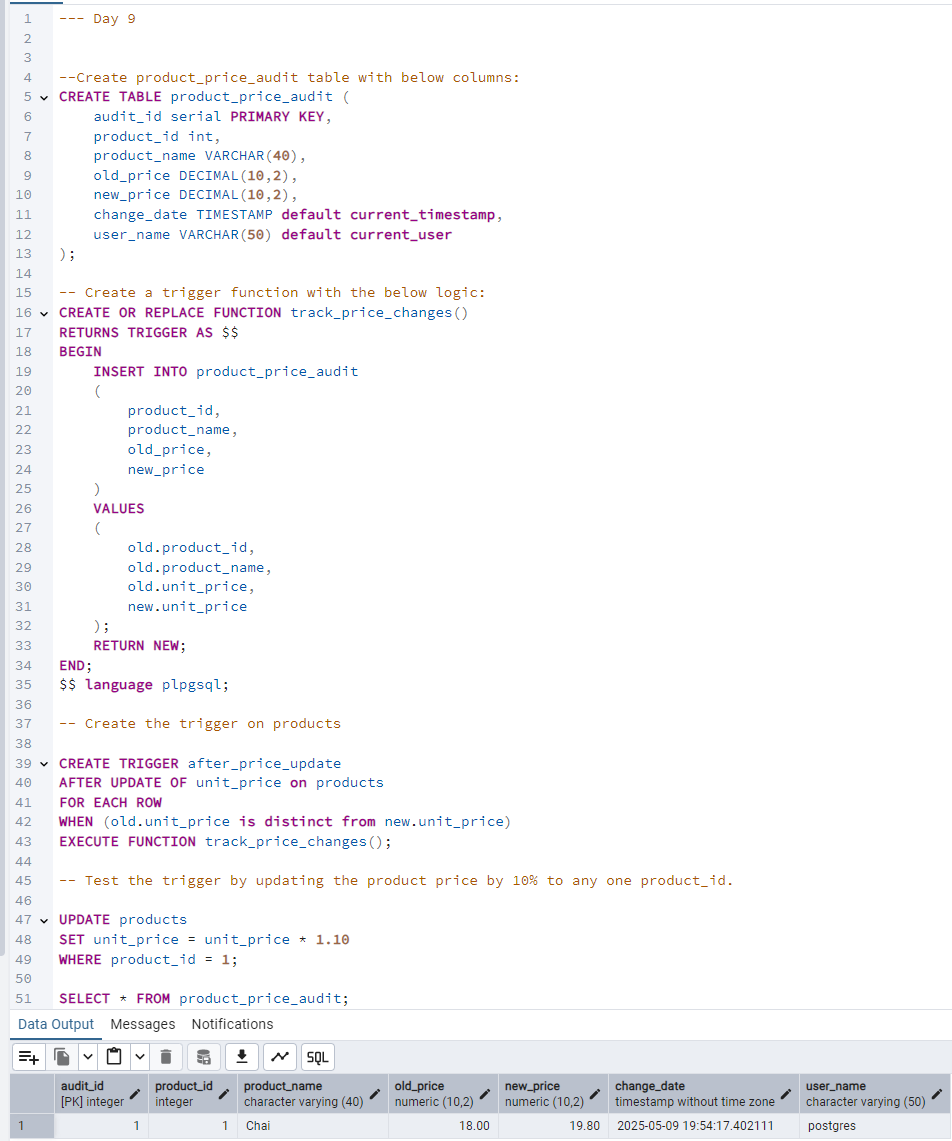 1 --- Day 9
2
3
4 --Create product_price_audit table with below columns:
5 CREATE TABLE product_price_audit (
6 audit_id serial PRIMARY KEY,
7 product_id int,
8 product_name VARCHAR(40),
9 old_price DECIMAL(10,2),
10 new_price DECIMAL(10,2),
11 change_date TIMESTAMP default current_timestamp,
12 user_name VARCHAR(50) default current_user
13 );
14
15 -- Create a trigger function with the below logic:
16 CREATE OR REPLACE FUNCTION track_price_changes()
17 RETURNS TRIGGER AS $$
18 BEGIN
19 INSERT INTO product_price_audit
20 (
21 product_id,
22 product_name,
23 old_price,
24 new_price
25 )
26 VALUES
27 (
28 old.product_id,
29 old.product_name,
30 old.unit_price,
31 new.unit_price
32 );
33 RETURN NEW;
34 END;
35 $$ language plpgsql;
36
37 -- Create the trigger on products
38
39 CREATE TRIGGER after_price_update
40 AFTER UPDATE OF unit_price on products
41 FOR EACH ROW
42 WHEN (old.unit_price is distinct from new.unit_price)
43 EXECUTE FUNCTION track_price_changes();
44
45 -- Test the trigger by updating the product price by 10% to any one product_id.
46
47 UPDATE products
48 SET unit_price = unit_price * 1.10
49 WHERE product_id = 1;
50
51 SELECT * FROM product_price_audit;
Data Output Messages Notifications
SQL
audit_id product_id product_name old_price new_price change_date user_name
[PK] integer integer character varying (40) numeric (10,2) numeric (10,2) timestamp without time zone character varying (50)
1 1 1 Chai 18.00 19.80 2025-05-09 19:54:17.402111 postgres